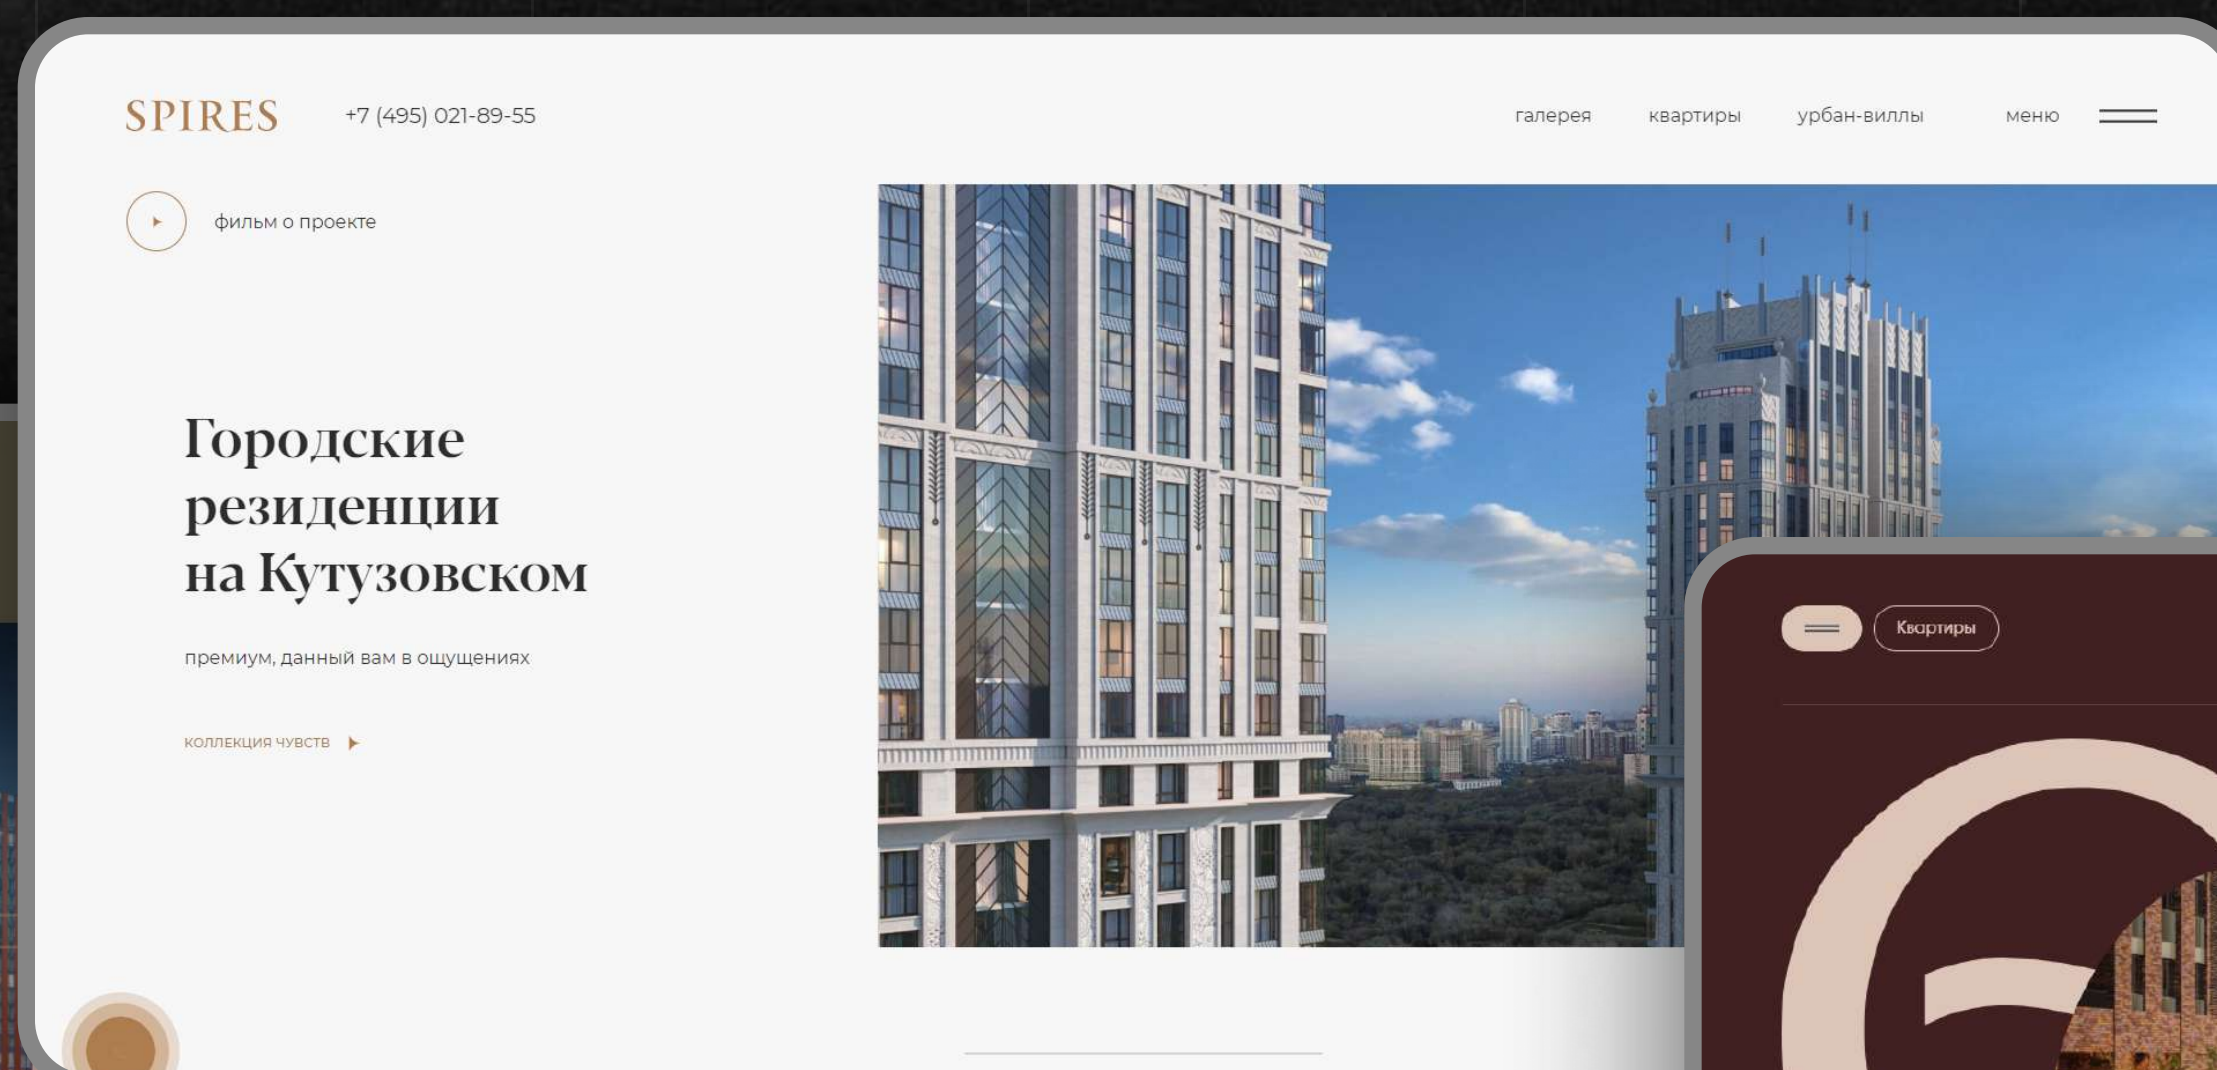 SPIRES
+7 (495) 021-89-55
галерея
квартиры
урбан-виллы
меню
фильм о проекте
Городские
резиденции
на Кутузовском
премиум, данный вам в ощущениях
КОЛЛЕКЦИЯ ЧУВСТВ
Квартиры